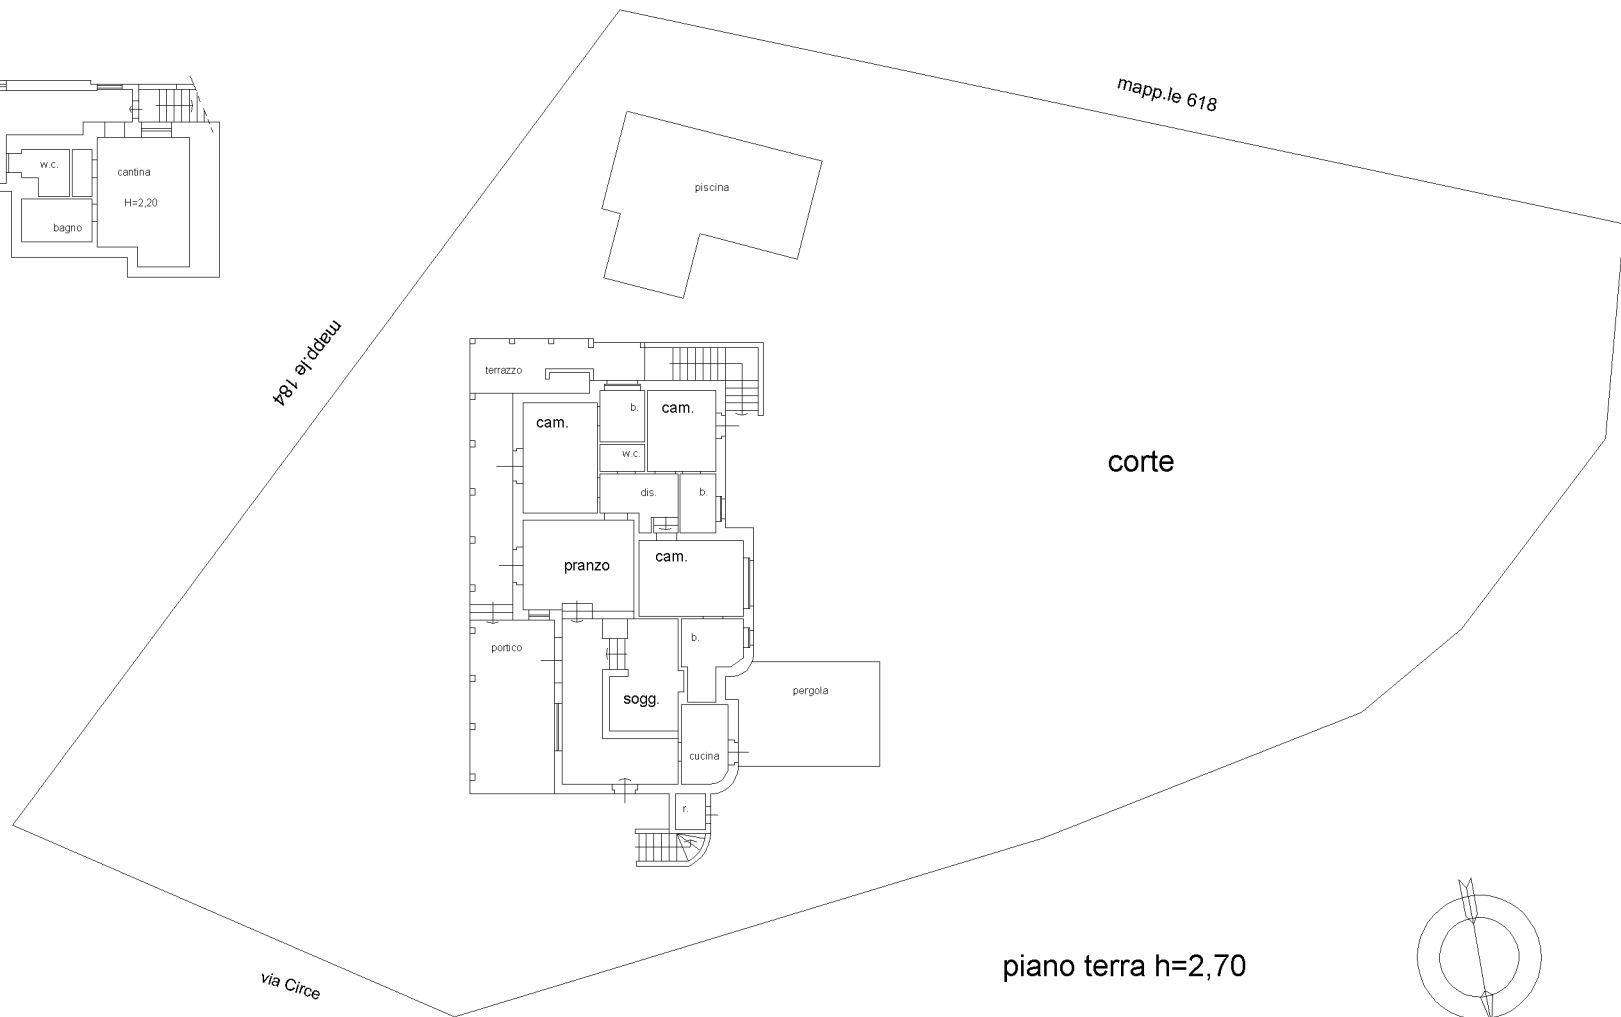 mapp.le 618
w.c.
cantina
H=2,20
bagno
piscina
mapp.le 184
terrazzo
cam.
b.
cam.
w.c.
corte
dis.
b.
pranzo
cam.
portico
b.
sogg.
pergola
cucina
r.
via Circe
piano terra h=2,70